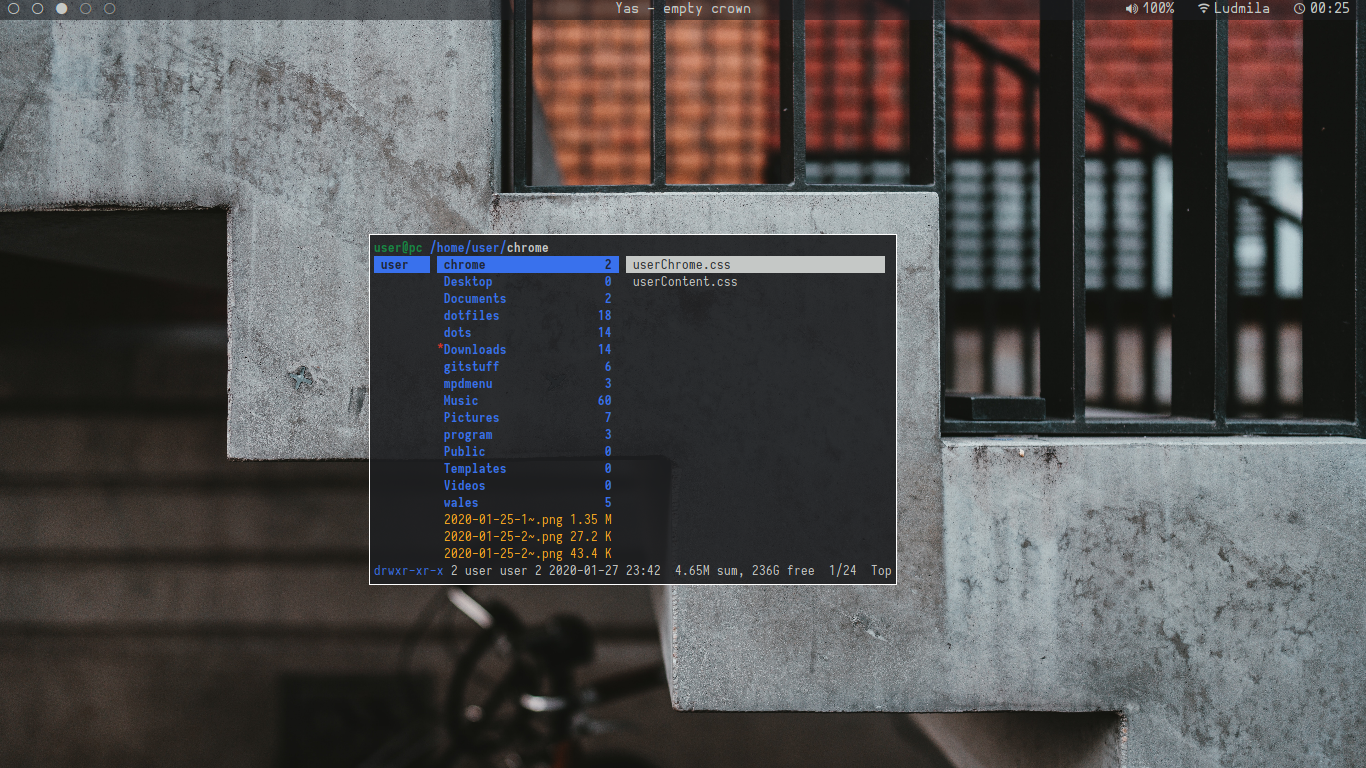 Yas - empty crown 100% Ludmila 00:25
user@pc /home/user/chrome
user chrome 2 userChrome.css
Desktop 0 userContent.css
Documents 2
dotfiles 18
dots 14
*Downloads 14
gitstuff 6
mpdmenu 3
Music 60
Pictures 7
program 3
Public 0
Templates 0
Videos 0
wales 5
2020-01-25-1~.png 1.35 M
2020-01-25-2~.png 27.2 K
2020-01-25-2~.png 43.4 K
drwxr-xr-x 2 user user 2 2020-01-27 23:42 4.65M sum, 236G free 1/24 Top